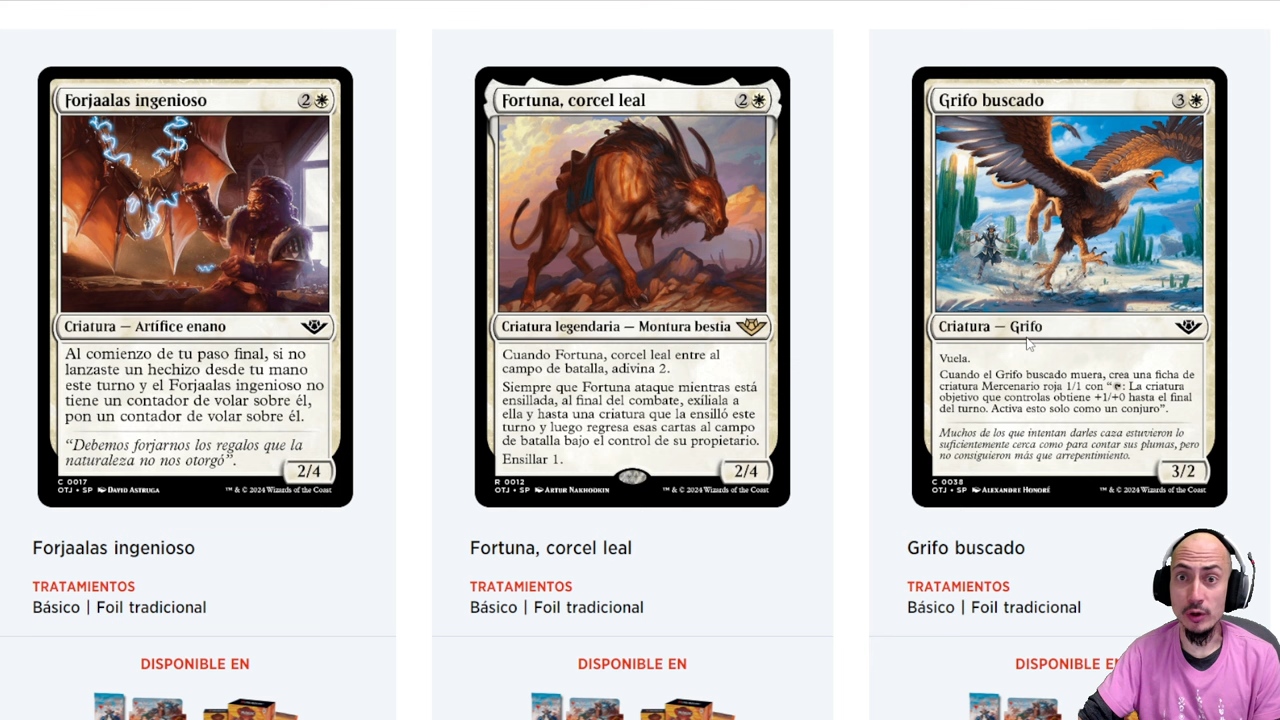 Forjaalas ingenioso
2
Criatura — Artífice enano
Al comienzo de tu paso final, si no
lanzaste un hechizo desde tu mano
este turno y el Forjaalas ingenioso no
tiene un contador de volar sobre él,
pon un contador de volar sobre él.
“Debemos forjarnos los regalos que la
naturaleza no nos otorgó”.
2/4
C 0017
OTJ • SP David Astruga
™ & © 2024 Wizards of the Coast
Forjaalas ingenioso
TRATAMIENTOS
Básico | Foil tradicional
DISPONIBLE EN
Fortuna, corcel leal
2
Criatura legendaria — Montura bestia
Cuando Fortuna, corcel leal entre al
campo de batalla, adivina 2.
Siempre que Fortuna ataque mientras está
ensillada, al final del combate, exíliala a
ella y hasta una criatura que la ensilló este
turno y luego regresa esas cartas al campo
de batalla bajo el control de su propietario.
Ensillar 1.
2/4
R 0012
OTJ • SP Artur Nakhodkin
™ & © 2024 Wizards of the Coast
Fortuna, corcel leal
TRATAMIENTOS
Básico | Foil tradicional
DISPONIBLE EN
Grifo buscado
3
Criatura — Grifo
Vuela.
Cuando el Grifo buscado muera, crea una ficha de
criatura Mercenario roja 1/1 con “: La criatura
objetivo que controlas obtiene +1/+0 hasta el final
del turno. Activa esto solo como un conjuro”.
Muchos de los que intentan darles caza estuvieron lo
suficientemente cerca como para contar sus plumas, pero
no consiguieron más que arrepentimiento.
3/2
C 0038
OTJ • SP Alexandre Honoré
™ & © 2024 Wizards of the Coast
Grifo buscado
TRATAMIENTOS
Básico | Foil tradicional
DISPONIBLE